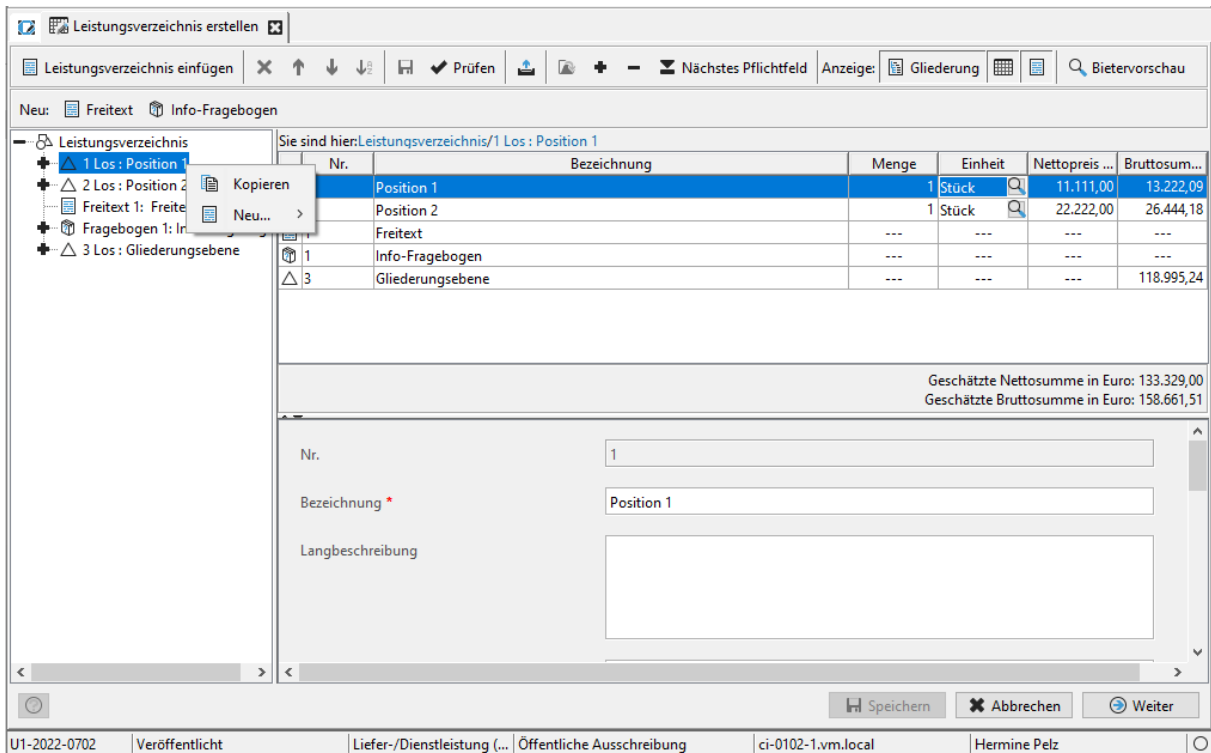 Leistungsverzeichnis erstellen
Leistungsverzeichnis einfügen Prüfen Nächstes Pflichtfeld Anzeige: Gliederung Bietervorschau
Neu: Freitext Info-Fragebogen
Leistungsverzeichnis
1 Los : Position 1
2 Los : Position 2
Freitext 1: Freite
Fragebogen 1: In
3 Los : Gliederungsebene
Kopieren
Neu...
Sie sind hier:Leistungsverzeichnis/1 Los : Position 1
Nr. Bezeichnung Menge Einheit Nettopreis ... Bruttosum...
Position 1 1 Stück 11.111,00 13.222,09
Position 2 1 Stück 22.222,00 26.444,18
Freitext --- --- --- ---
1 Info-Fragebogen --- --- --- ---
3 Gliederungsebene --- --- --- 118.995,24
Geschätzte Nettosumme in Euro: 133.329,00
Geschätzte Bruttosumme in Euro: 158.661,51
Nr. 1
Bezeichnung * Position 1
Langbeschreibung
Speichern Abbrechen Weiter
U1-2022-0702 Veröffentlicht Liefer-/Dienstleistung (... Öffentliche Ausschreibung ci-0102-1.vm.local Hermine Pelz